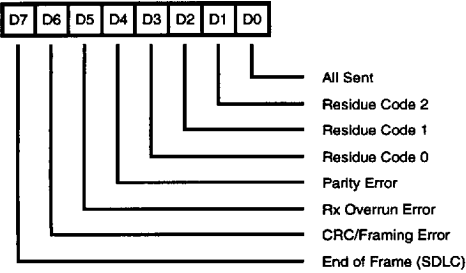 D7 D6 D5 D4 D3 D2 D1 D0
All Sent
Residue Code 2
Residue Code 1
Residue Code 0
Parity Error
Rx Overrun Error
CRC/Framing Error
End of Frame (SDLC)